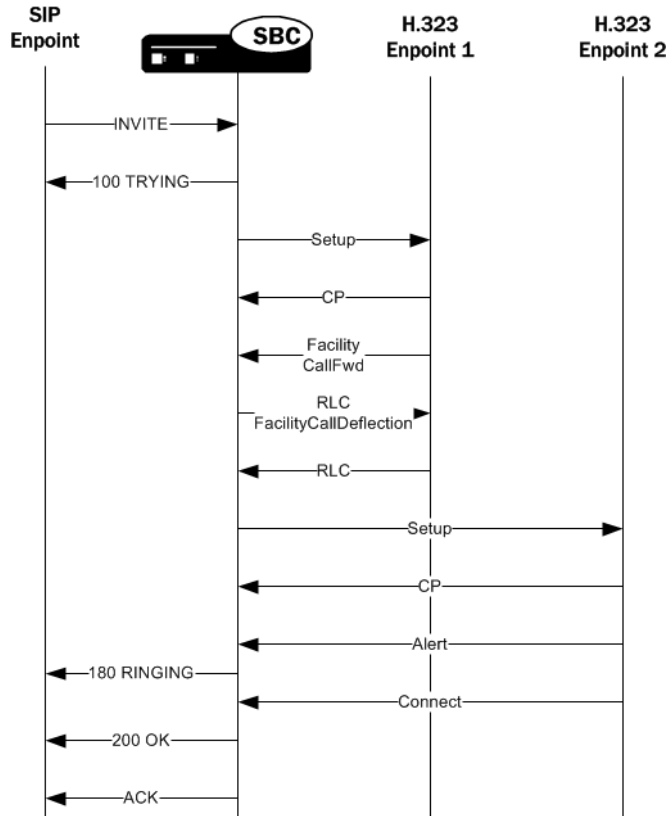 SIP
Enpoint
SBC
H.323
Enpoint 1
H.323
Enpoint 2
INVITE
100 TRYING
Setup
CP
Facility
CallFwd
RLC
FacilityCallDeflection
RLC
Setup
CP
Alert
180 RINGING
Connect
200 OK
ACK